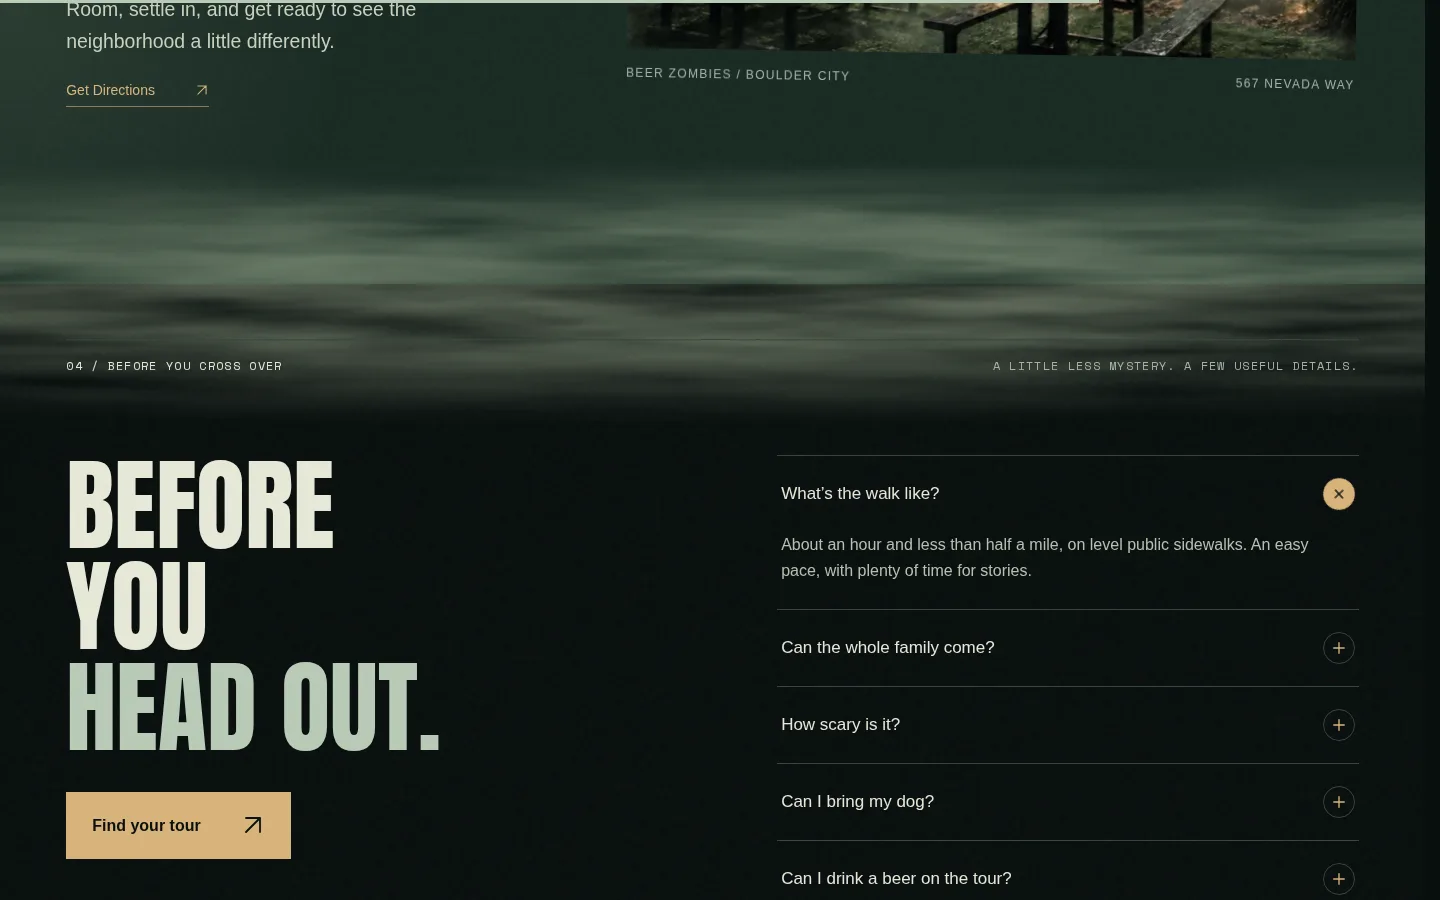 Room, settle in, and get ready to see the
neighborhood a little differently.
Get Directions
BEER ZOMBIES / BOULDER CITY
567 NEVADA WAY
04 / BEFORE YOU CROSS OVER
A LITTLE LESS MYSTERY. A FEW USEFUL DETAILS.
BEFORE
YOU
HEAD OUT.
Find your tour
What’s the walk like?
About an hour and less than half a mile, on level public sidewalks. An easy
pace, with plenty of time for stories.
Can the whole family come?
How scary is it?
Can I bring my dog?
Can I drink a beer on the tour?